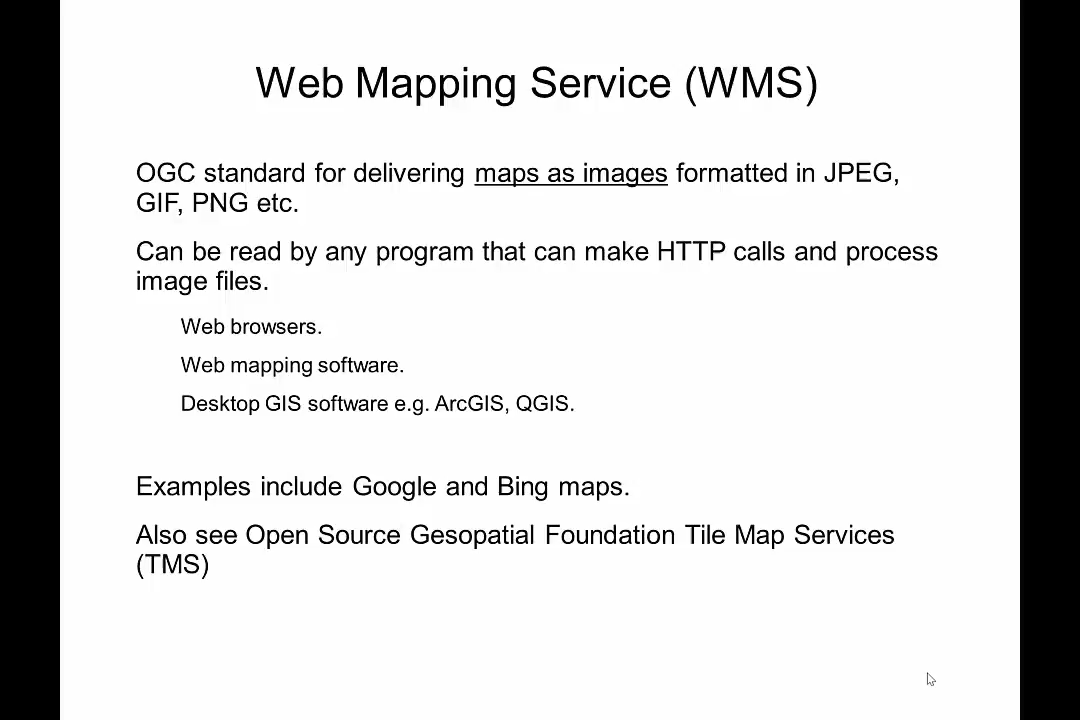 Web Mapping Service (WMS)
OGC standard for delivering maps as images formatted in JPEG,
GIF, PNG etc.
Can be read by any program that can make HTTP calls and process
image files.
Web browsers.
Web mapping software.
Desktop GIS software e.g. ArcGIS, QGIS.
Examples include Google and Bing maps.
Also see Open Source Gesopatial Foundation Tile Map Services
(TMS)